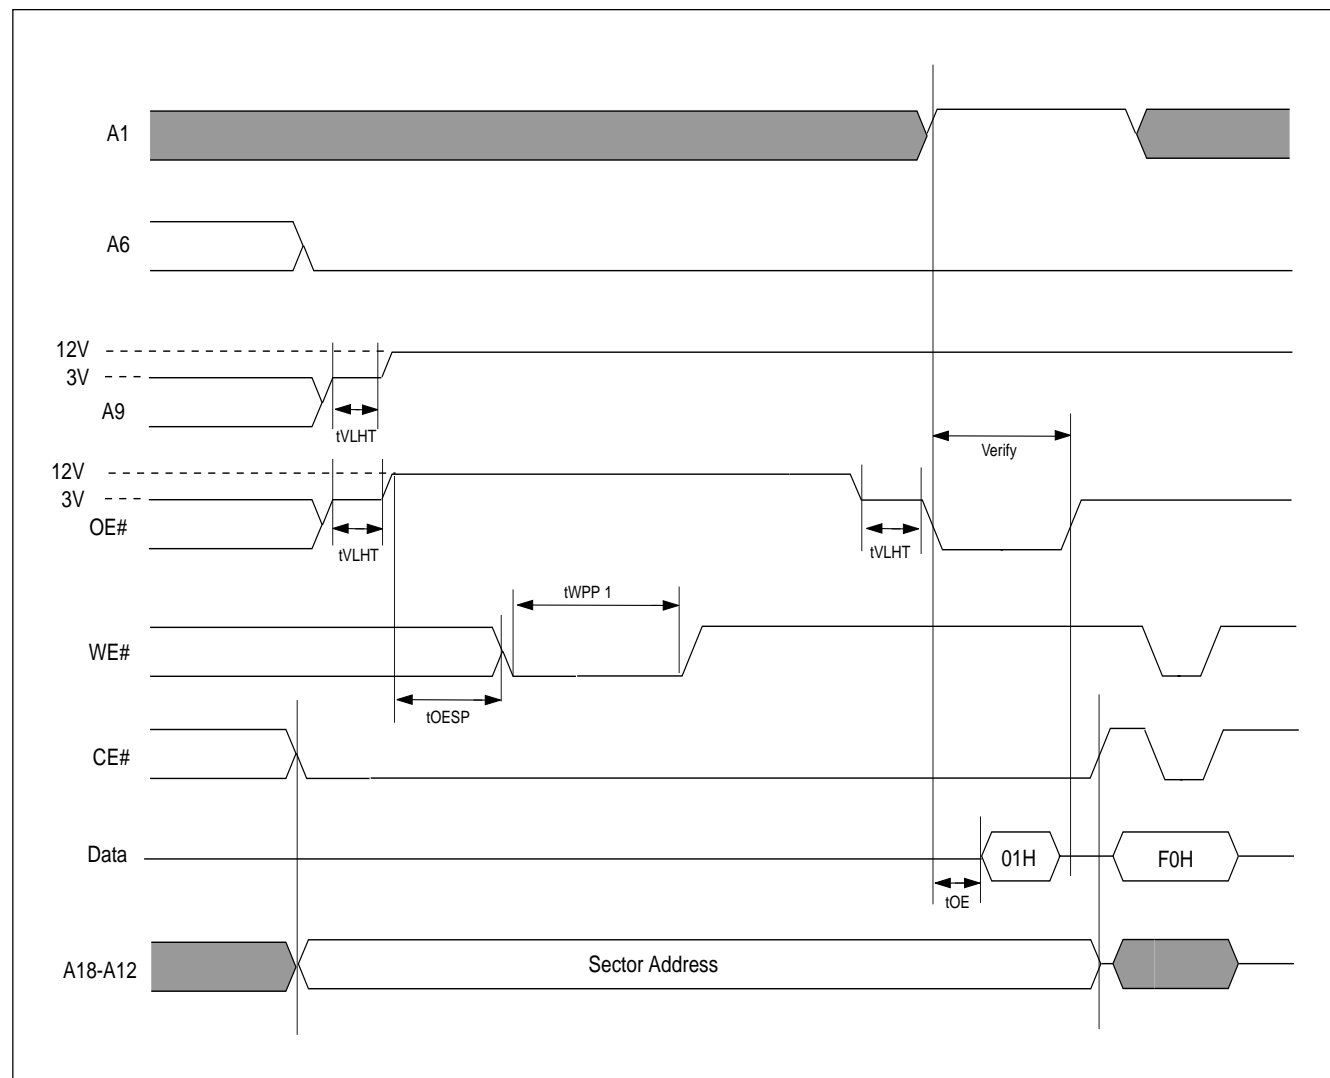 A1
A6
12V
3V
A9
tVLHT
Verify
12V
3V
OE#
tVLHT
tVLHT
tWPP 1
WE#
tOESP
CE#
Data
01H
F0H
tOE
A18-A12
Sector Address